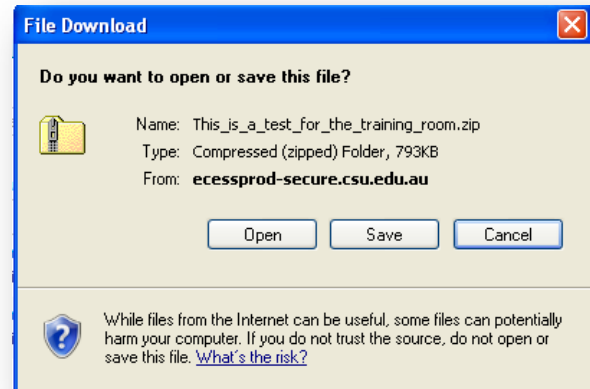 File Download
Do you want to open or save this file?
Name: This_is_a_test_for_the_training_room.zip
Type: Compressed (zipped) Folder, 793KB
From: ecessprod-secure.csu.edu.au
Open Save Cancel
While files from the Internet can be useful, some files can potentially
harm your computer. If you do not trust the source, do not open or
save this file. What's the risk?